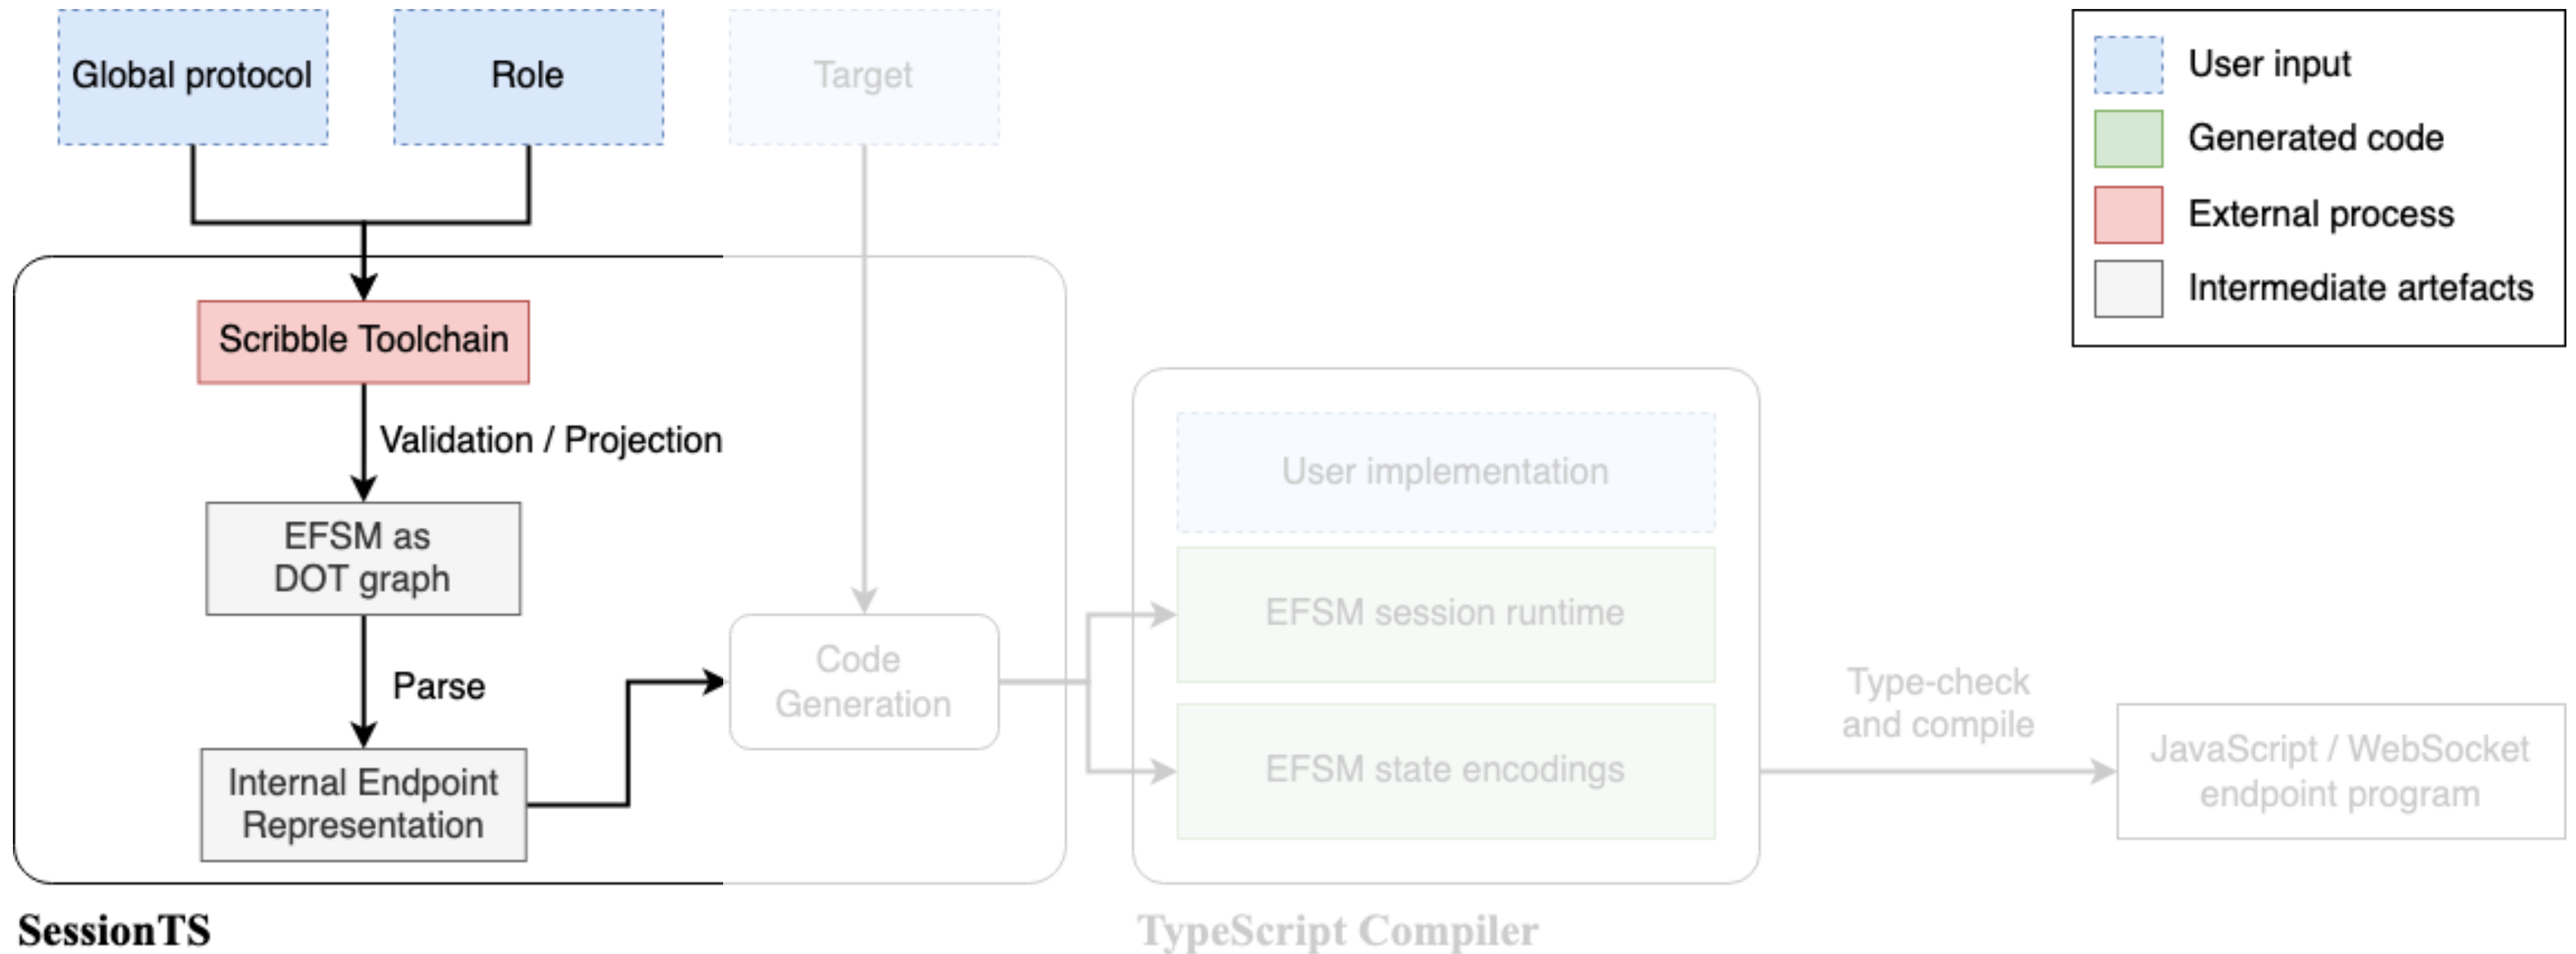 Global protocol
Role
Target
User input
Generated code
External process
Intermediate artefacts
Scribble Toolchain
Validation / Projection
EFSM as
DOT graph
Parse
Internal Endpoint
Representation
Code
Generation
User implementation
EFSM session runtime
EFSM state encodings
Type-check
and compile
JavaScript / WebSocket
endpoint program
SessionTS
TypeScript Compiler